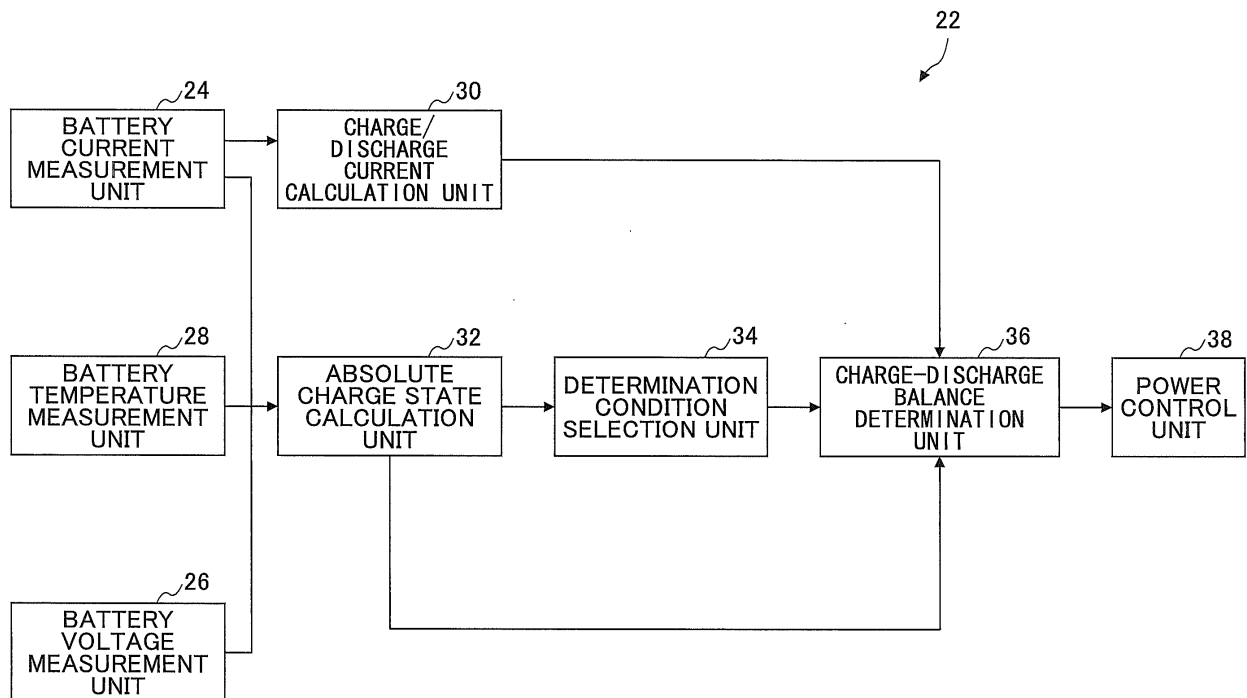 22
24
BATTERY
CURRENT
MEASUREMENT
UNIT
30
CHARGE/
DISCHARGE
CURRENT
CALCULATION UNIT
28
BATTERY
TEMPERATURE
MEASUREMENT
UNIT
32
ABSOLUTE
CHARGE STATE
CALCULATION
UNIT
34
DETERMINATION
CONDITION
SELECTION UNIT
36
CHARGE-DISCHARGE
BALANCE
DETERMINATION
UNIT
38
POWER
CONTROL
UNIT
26
BATTERY
VOLTAGE
MEASUREMENT
UNIT